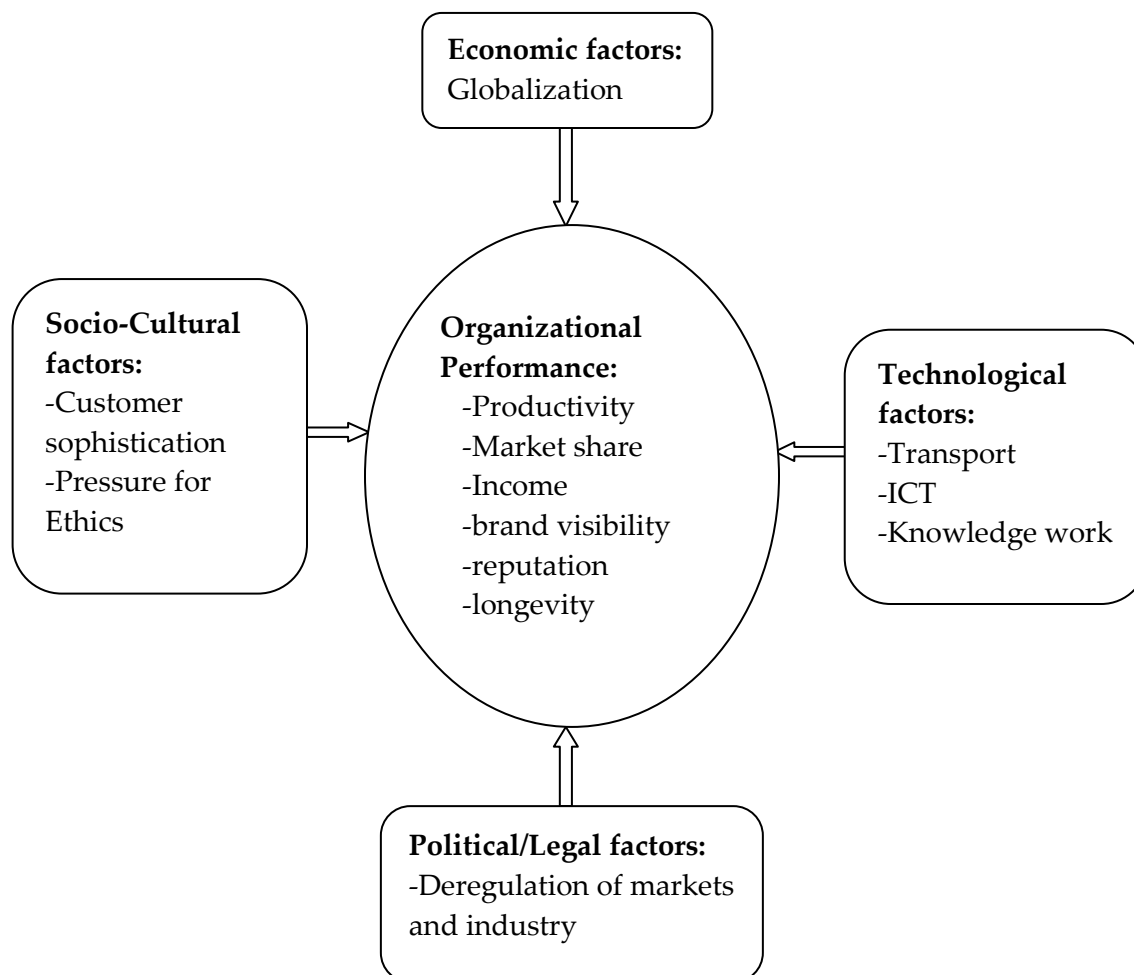 Economic factors:
Globalization
Socio-Cultural
factors:
-Customer
sophistication
-Pressure for
Ethics
Organizational
Performance:
-Productivity
-Market share
-Income
-brand visibility
-reputation
-longevity
Technological
factors:
-Transport
-ICT
-Knowledge work
Political/Legal factors:
-Deregulation of markets
and industry